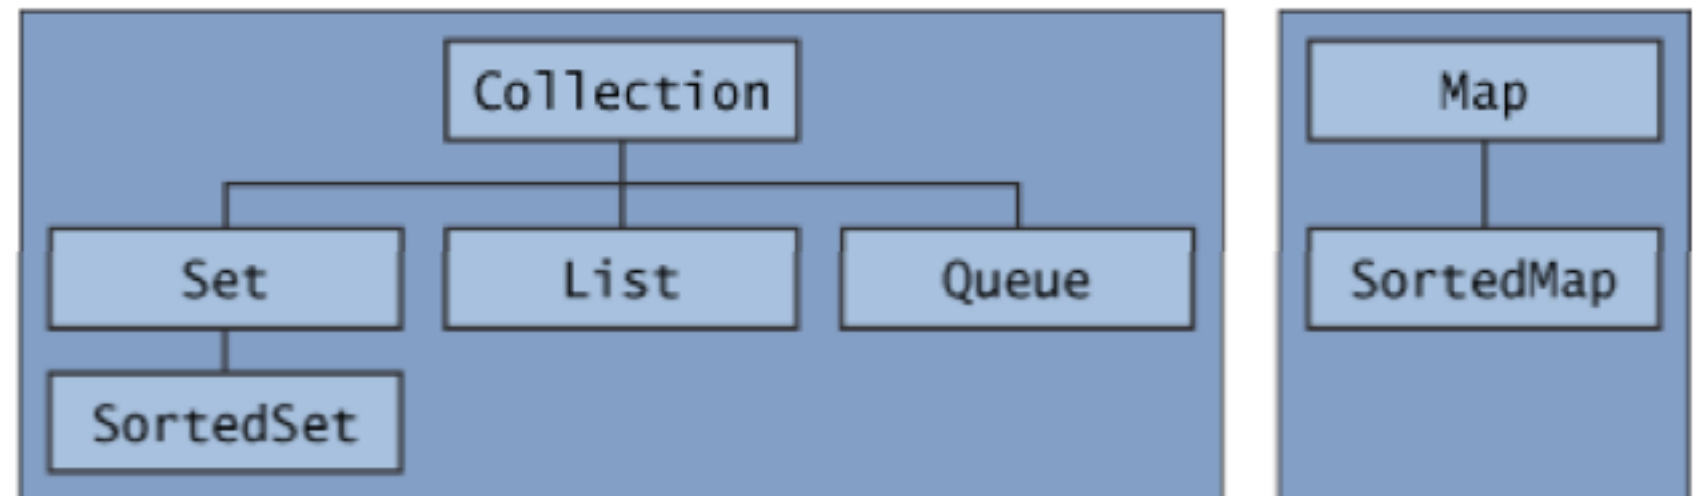 Collection
Map
Set
List
Queue
SortedMap
SortedSet